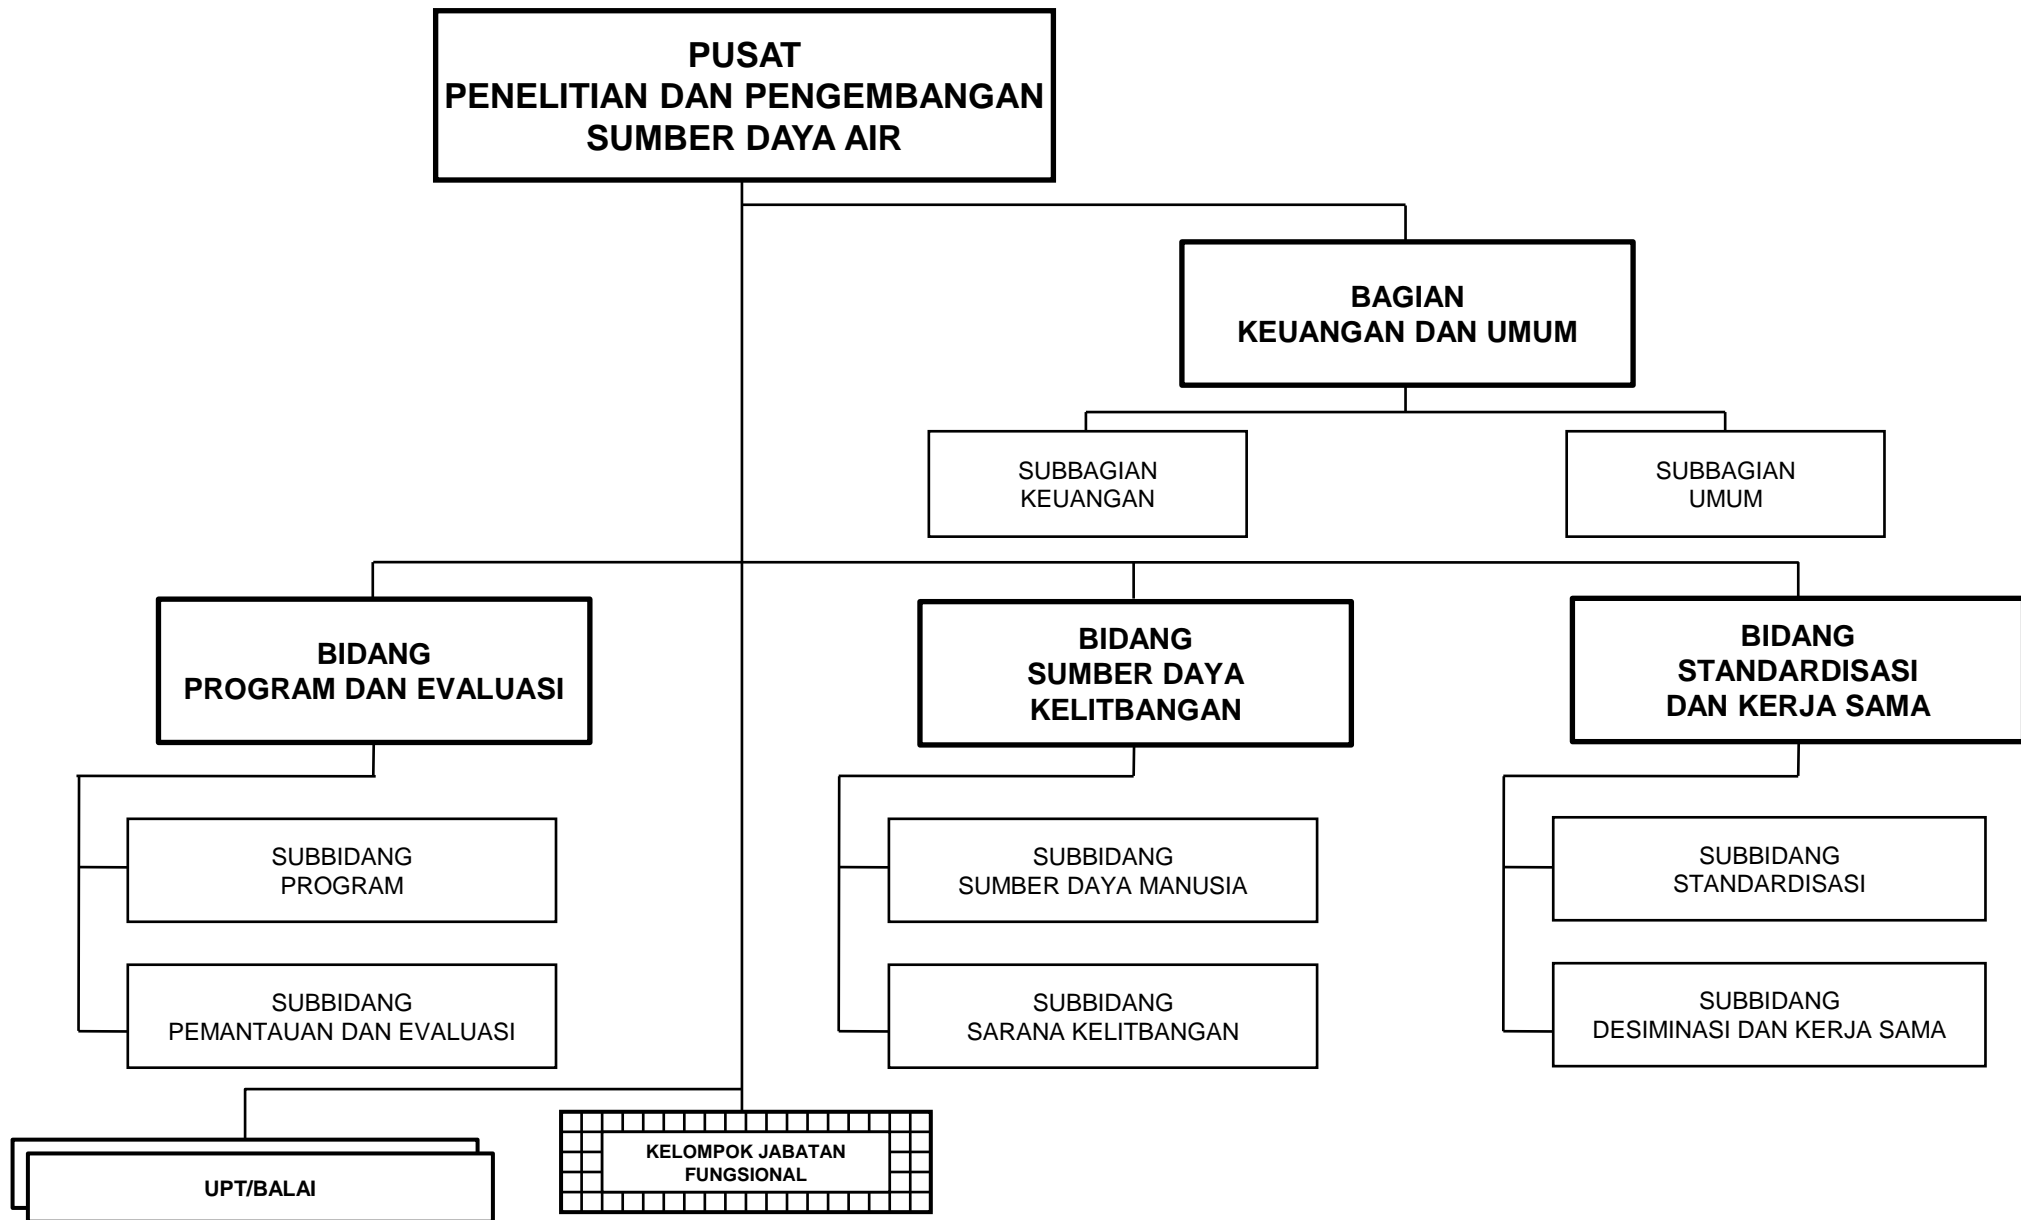 PUSAT
PENELITIAN DAN PENGEMBANGAN
SUMBER DAYA AIR
BAGIAN
KEUANGAN DAN UMUM
SUBBAGIAN
KEUANGAN
SUBBAGIAN
UMUM
BIDANG
PROGRAM DAN EVALUASI
BIDANG
SUMBER DAYA
KELITBANGAN
BIDANG
STANDARDISASI
DAN KERJA SAMA
SUBBIDANG
PROGRAM
SUBBIDANG
SUMBER DAYA MANUSIA
SUBBIDANG
STANDARDISASI
SUBBIDANG
PEMANTAUAN DAN EVALUASI
SUBBIDANG
SARANA KELITBANGAN
SUBBIDANG
DESIMINASI DAN KERJA SAMA
UPT/BALAI
KELOMPOK JABATAN
FUNGSIONAL